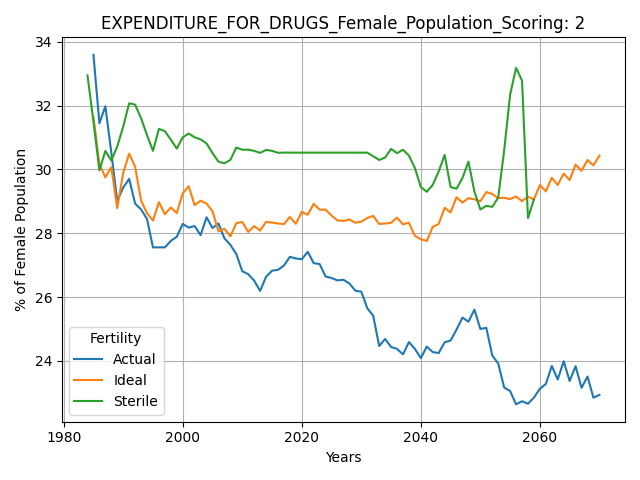 EXPENDITURE_FOR_DRUGS_Female_Population_Scoring: 2
34
32
30
28
26
24
% of Female Population
Fertility
Actual
Ideal
Sterile
1980 2000 2020 2040 2060
Years